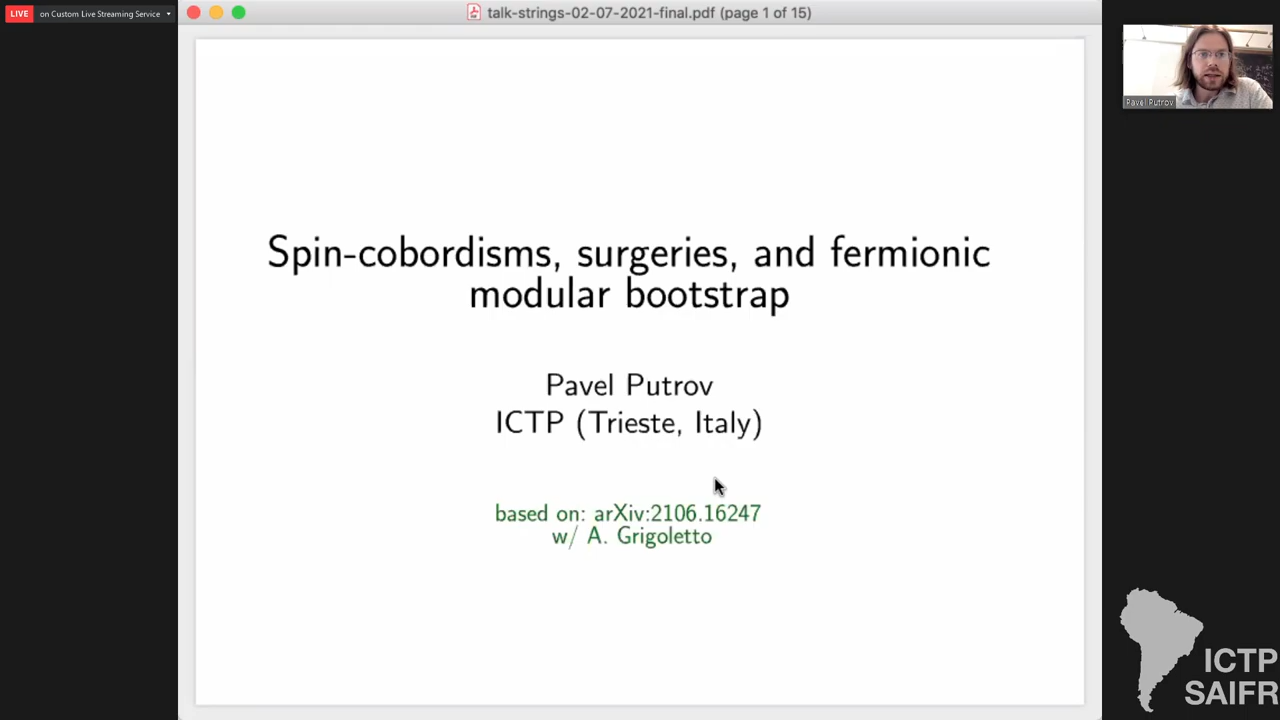 LIVE on Custom Live Streaming Service
talk-strings-02-07-2021-final.pdf (page 1 of 15)
Pavel Putrov
Spin-cobordisms, surgeries, and fermionic
modular bootstrap
Pavel Putrov
ICTP (Trieste, Italy)
based on: arXiv:2106.16247
w/ A. Grigoletto
ICTP
SAIFR